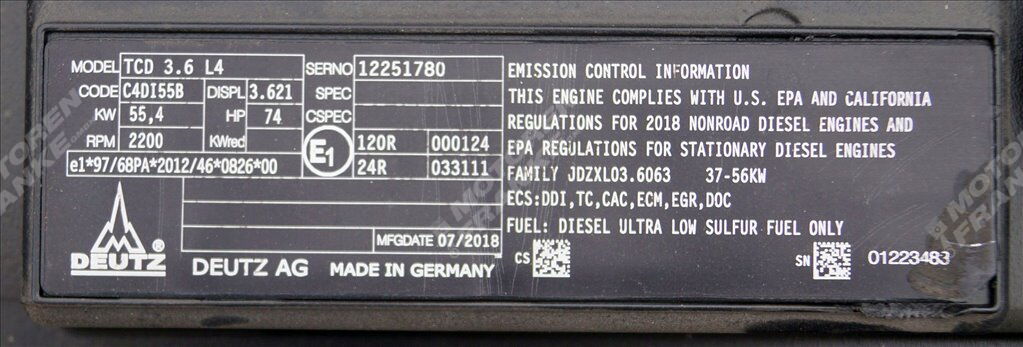 MODEL TCD 3.6 L4 SERNO 12251780
CODE C4DI55B DISPL 3.621 SPEC
KW 55,4 HP 74 CSPEC
RPM 2200 KWred E1 120R 000124
e1*97/68PA*2012/46*0826*00 24R 033111
MFGDATE 07/2018
DEUTZ ®
DEUTZ AG MADE IN GERMANY
EMISSION CONTROL INFORMATION
THIS ENGINE COMPLIES WITH U.S. EPA AND CALIFORNIA
REGULATIONS FOR 2018 NONROAD DIESEL ENGINES AND
EPA REGULATIONS FOR STATIONARY DIESEL ENGINES
FAMILY JDZXL03.6063 37-56KW
ECS:DDI,TC,CAC,ECM,EGR,DOC
FUEL: DIESEL ULTRA LOW SULFUR FUEL ONLY
CS SN 01223483
MOTOREN
FRANKE